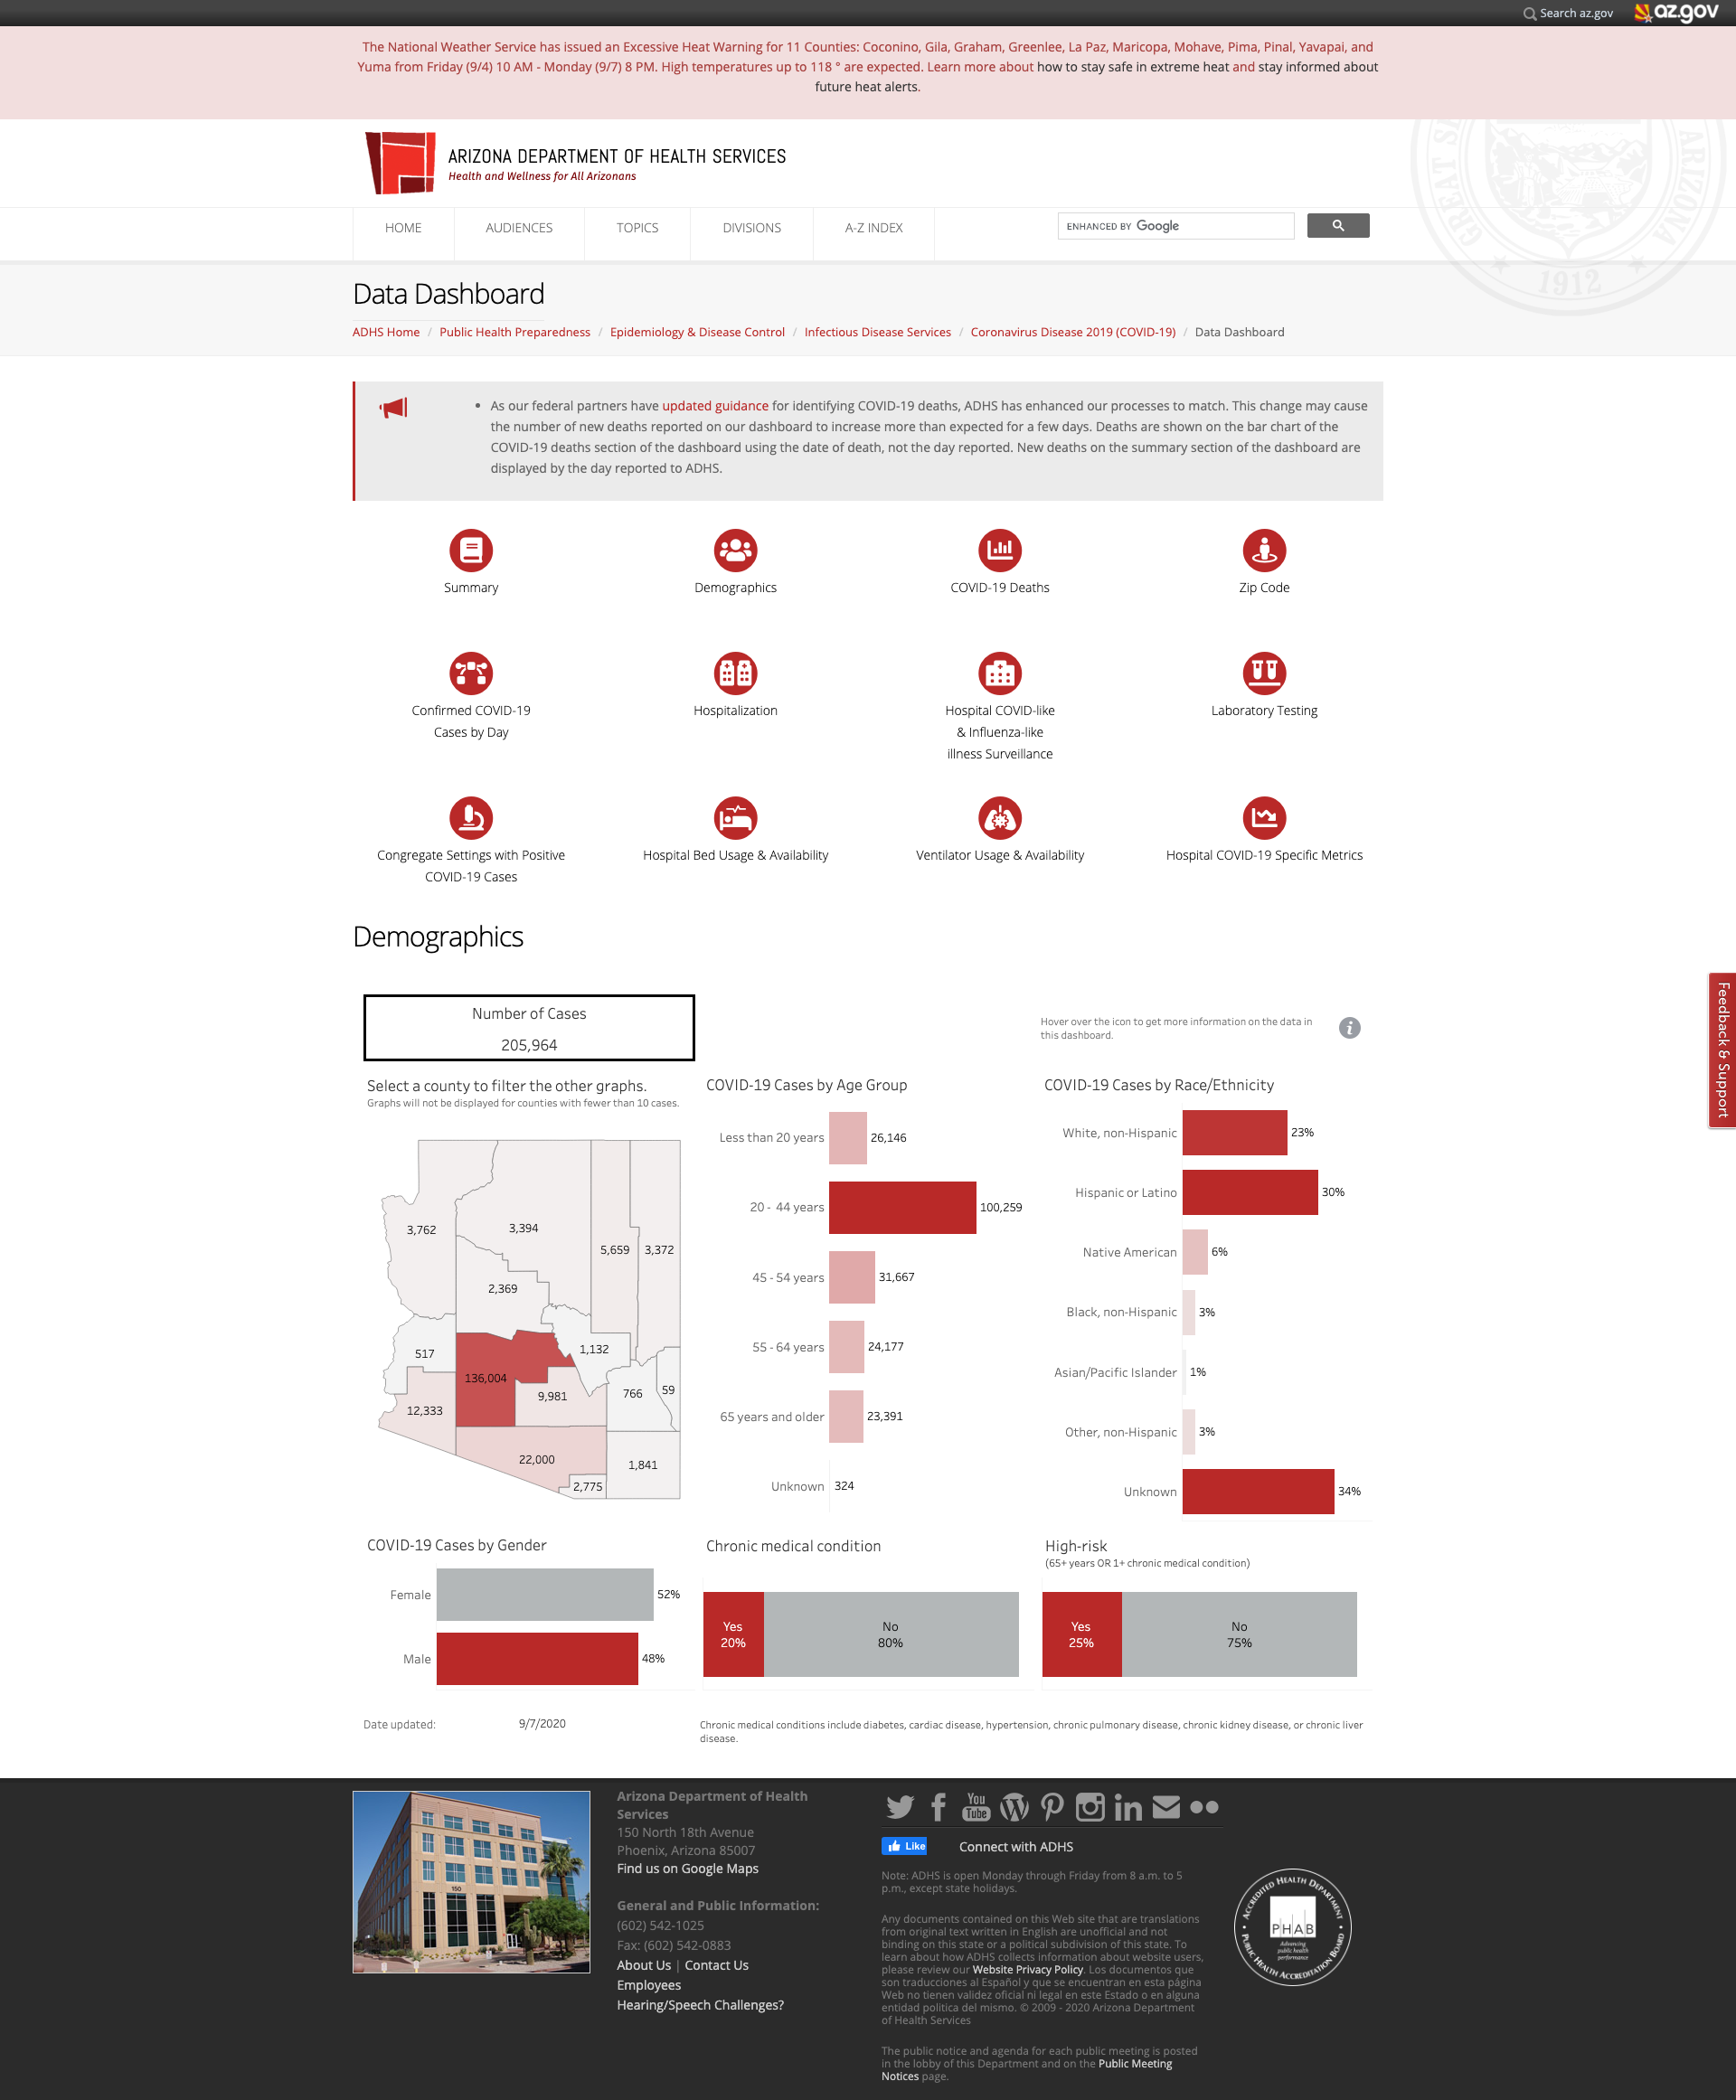 Search az.gov
az.gov
The National Weather Service has issued an Excessive Heat Warning for 11 Counties: Coconino, Gila, Graham, Greenlee, La Paz, Maricopa, Mohave, Pima, Pinal, Yavapai, and
Yuma from Friday (9/4) 10 AM - Monday (9/7) 8 PM. High temperatures up to 118 ° are expected. Learn more about how to stay safe in extreme heat and stay informed about
future heat alerts.
ARIZONA DEPARTMENT OF HEALTH SERVICES
Health and Wellness for All Arizonans
GREAT S
ARIZONA
1912
HOME
AUDIENCES
TOPICS
DIVISIONS
A-Z INDEX
ENHANCED BY Google
Data Dashboard
ADHS Home / Public Health Preparedness / Epidemiology & Disease Control / Infectious Disease Services / Coronavirus Disease 2019 (COVID-19) / Data Dashboard
• As our federal partners have updated guidance for identifying COVID-19 deaths, ADHS has enhanced our processes to match. This change may cause
the number of new deaths reported on our dashboard to increase more than expected for a few days. Deaths are shown on the bar chart of the
COVID-19 deaths section of the dashboard using the date of death, not the day reported. New deaths on the summary section of the dashboard are
displayed by the day reported to ADHS.
Summary
Demographics
COVID-19 Deaths
Zip Code
Confirmed COVID-19
Cases by Day
Hospitalization
Hospital COVID-like
& Influenza-like
illness Surveillance
Laboratory Testing
Congregate Settings with Positive
COVID-19 Cases
Hospital Bed Usage & Availability
Ventilator Usage & Availability
Hospital COVID-19 Specific Metrics
Demographics
Feedback & Support
Number of Cases
205,964
Hover over the icon to get more information on the data in
this dashboard.
Select a county to filter the other graphs.
Graphs will not be displayed for counties with fewer than 10 cases.
3,762
3,394
5,659
3,372
2,369
517
1,132
136,004
9,981
766
59
12,333
22,000
1,841
2,775
COVID-19 Cases by Age Group
Less than 20 years 26,146
20 - 44 years 100,259
45 - 54 years 31,667
55 - 64 years 24,177
65 years and older 23,391
Unknown 324
COVID-19 Cases by Race/Ethnicity
White, non-Hispanic 23%
Hispanic or Latino 30%
Native American 6%
Black, non-Hispanic 3%
Asian/Pacific Islander 1%
Other, non-Hispanic 3%
Unknown 34%
COVID-19 Cases by Gender
Female 52%
Male 48%
Chronic medical condition
Yes
20%
No
80%
High-risk
(65+ years OR 1+ chronic medical condition)
Yes
25%
No
75%
Date updated: 9/7/2020
Chronic medical conditions include diabetes, cardiac disease, hypertension, chronic pulmonary disease, chronic kidney disease, or chronic liver
disease.
150
Arizona Department of Health
Services
150 North 18th Avenue
Phoenix, Arizona 85007
Find us on Google Maps
General and Public Information:
(602) 542-1025
Fax: (602) 542-0883
About Us | Contact Us
Employees
Hearing/Speech Challenges?
You
Tube
in
Like
Connect with ADHS
Note: ADHS is open Monday through Friday from 8 a.m. to 5
p.m., except state holidays.
Any documents contained on this Web site that are translations
from original text written in English are unofficial and not
binding on this state or a political subdivision of this state. To
learn about how ADHS collects information about website users,
please review our Website Privacy Policy. Los documentos que
son traducciones al Español y que se encuentran en esta página
Web no tienen validez oficial ni legal en este Estado o en alguna
entidad politica del mismo. © 2009 - 2020 Arizona Department
of Health Services
The public notice and agenda for each public meeting is posted
in the lobby of this Department and on the Public Meeting
Notices page.
ACCREDITED HEALTH DEPARTMENT
PHAB
Advancing
public health
performance
PUBLIC HEALTH ACCREDITATION BOARD